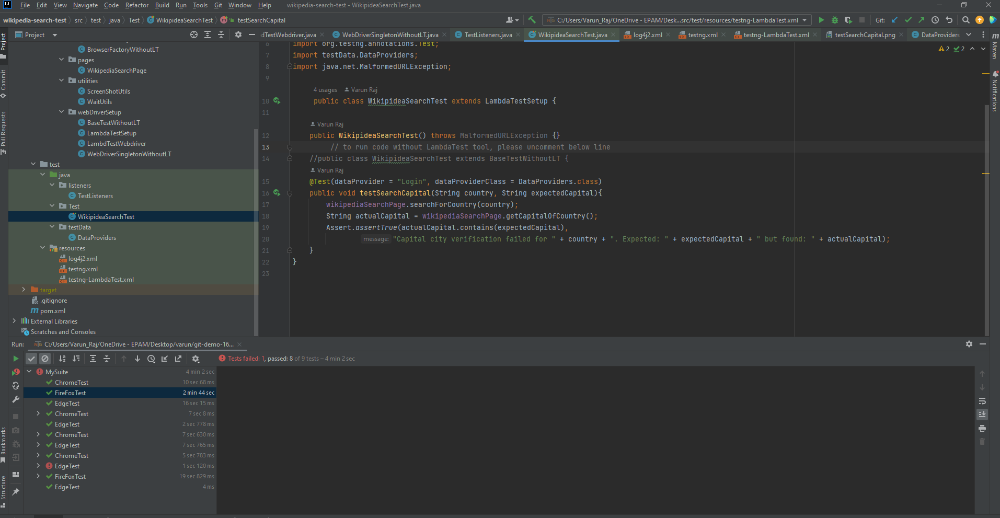 File Edit View Navigate Code Refactor Build Run Tools Git Window Help wikipedia-search-test - WikipideaSearchTest.java
wikipedia-search-test src test java Test WikipideaSearchTest testSearchCapital
C:/Users/Varun_Raj/OneDrive - EPAM/Desk...src/test/resources/testng-LambdaTest.xml Git:
Project
dTestWebdriver.java WebDriverSingletonWithoutLT.java TestListeners.java WikipideaSearchTest.java log4j2.xml testng.xml testng-LambdaTest.xml testSearchCapital.png DataProviders
Project
Commit
Pull Requests
Bookmarks
Structure
Maven
Notifications
BrowserFactoryWithoutLT
pages
WikipediaSearchPage
utilities
ScreenShotUtils
WaitUtils
webDriverSetup
BaseTestWithoutLT
LambdaTestSetup
LambdTestWebdriver
WebDriverSingletonWithoutLT
test
java
listeners
TestListeners
Test
WikipideaSearchTest
testData
DataProviders
resources
log4j2.xml
testng.xml
testng-LambdaTest.xml
target
.gitignore
pom.xml
External Libraries
Scratches and Consoles
2 2
6 import org.testng.annotations.Test;
7 import testData.DataProviders;
8 import java.net.MalformedURLException;
9
4 usages Varun Raj
10 public class WikipideaSearchTest extends LambdaTestSetup {
11
Varun Raj
12 public WikipideaSearchTest() throws MalformedURLException {}
13 // to run code without LambdaTest tool, please uncomment below line
14 //public class WikipideaSearchTest extends BaseTestWithoutLT {
Varun Raj
15 @Test(dataProvider = "Login", dataProviderClass = DataProviders.class)
16 public void testSearchCapital(String country, String expectedCapital){
17 wikipediaSearchPage.searchForCountry(country);
18 String actualCapital = wikipediaSearchPage.getCapitalOfCountry();
19 Assert.assertTrue(actualCapital.contains(expectedCapital),
20 message: "Capital city verification failed for " + country + ". Expected: " + expectedCapital + " but found: " + actualCapital);
21 }
22 }
23
Run: C:/Users/Varun_Raj/OneDrive - EPAM/Desktop/varun/git-demo-16...
Tests failed: 1, passed: 8 of 9 tests – 4 min 2 sec
MySuite 4 min 2 sec
ChromeTest 10 sec 68 ms
FireFoxTest 2 min 44 sec
EdgeTest 16 sec 15 ms
ChromeTest 7 sec 8 ms
EdgeTest 2 sec 778 ms
ChromeTest 7 sec 630 ms
EdgeTest 7 sec 765 ms
ChromeTest 5 sec 783 ms
EdgeTest 1 sec 120 ms
FireFoxTest 19 sec 829 ms
EdgeTest 4 ms